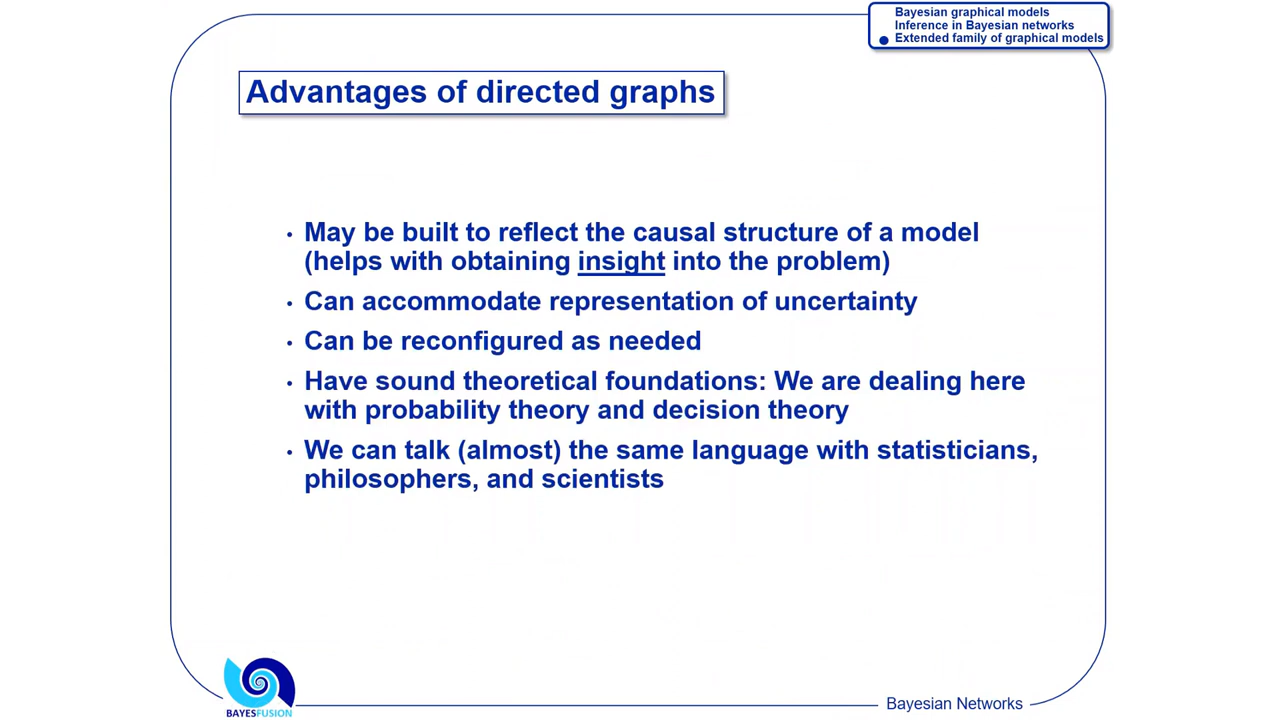 Bayesian graphical models
Inference in Bayesian networks
● Extended family of graphical models
Advantages of directed graphs
• May be built to reflect the causal structure of a model
(helps with obtaining insight into the problem)
• Can accommodate representation of uncertainty
• Can be reconfigured as needed
• Have sound theoretical foundations: We are dealing here
with probability theory and decision theory
• We can talk (almost) the same language with statisticians,
philosophers, and scientists
BAYESFUSION
Bayesian Networks